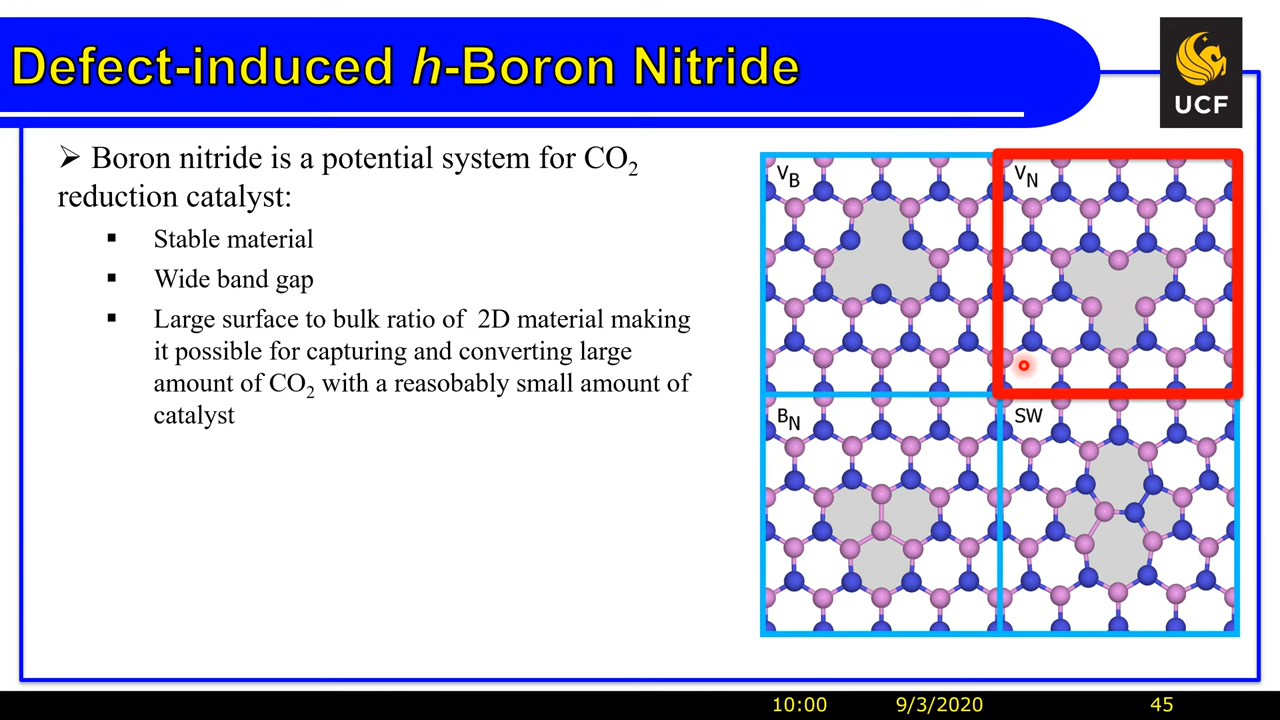 Defect-induced h-Boron Nitride
UCF
➢ Boron nitride is a potential system for CO₂
reduction catalyst:
▪ Stable material
▪ Wide band gap
▪ Large surface to bulk ratio of 2D material making
it possible for capturing and converting large
amount of CO₂ with a reasobably small amount of
catalyst
V_B
V_N
B_N
SW
10:00 9/3/2020 45